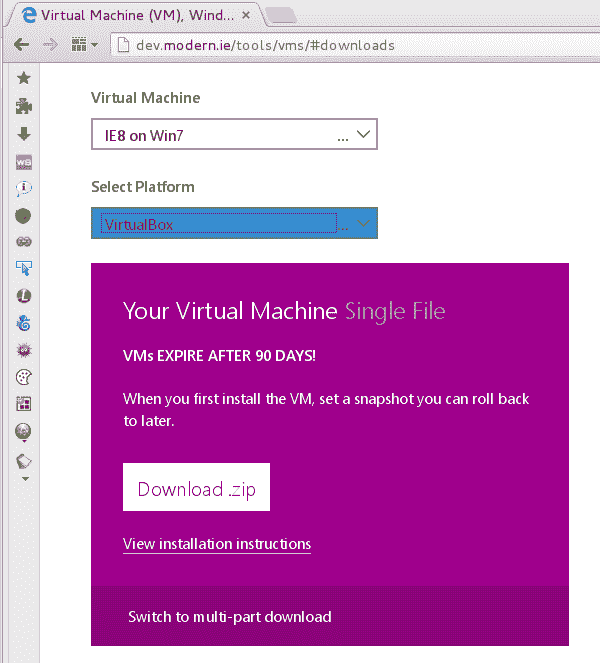 Virtual Machine (VM), Wind...
dev.modern.ie/tools/vms/#downloads
Virtual Machine
IE8 on Win7 ...
Select Platform
VirtualBox ...
Your Virtual Machine Single File
VMs EXPIRE AFTER 90 DAYS!
When you first install the VM, set a snapshot you can roll back
to later.
Download .zip
View installation instructions
Switch to multi-part download